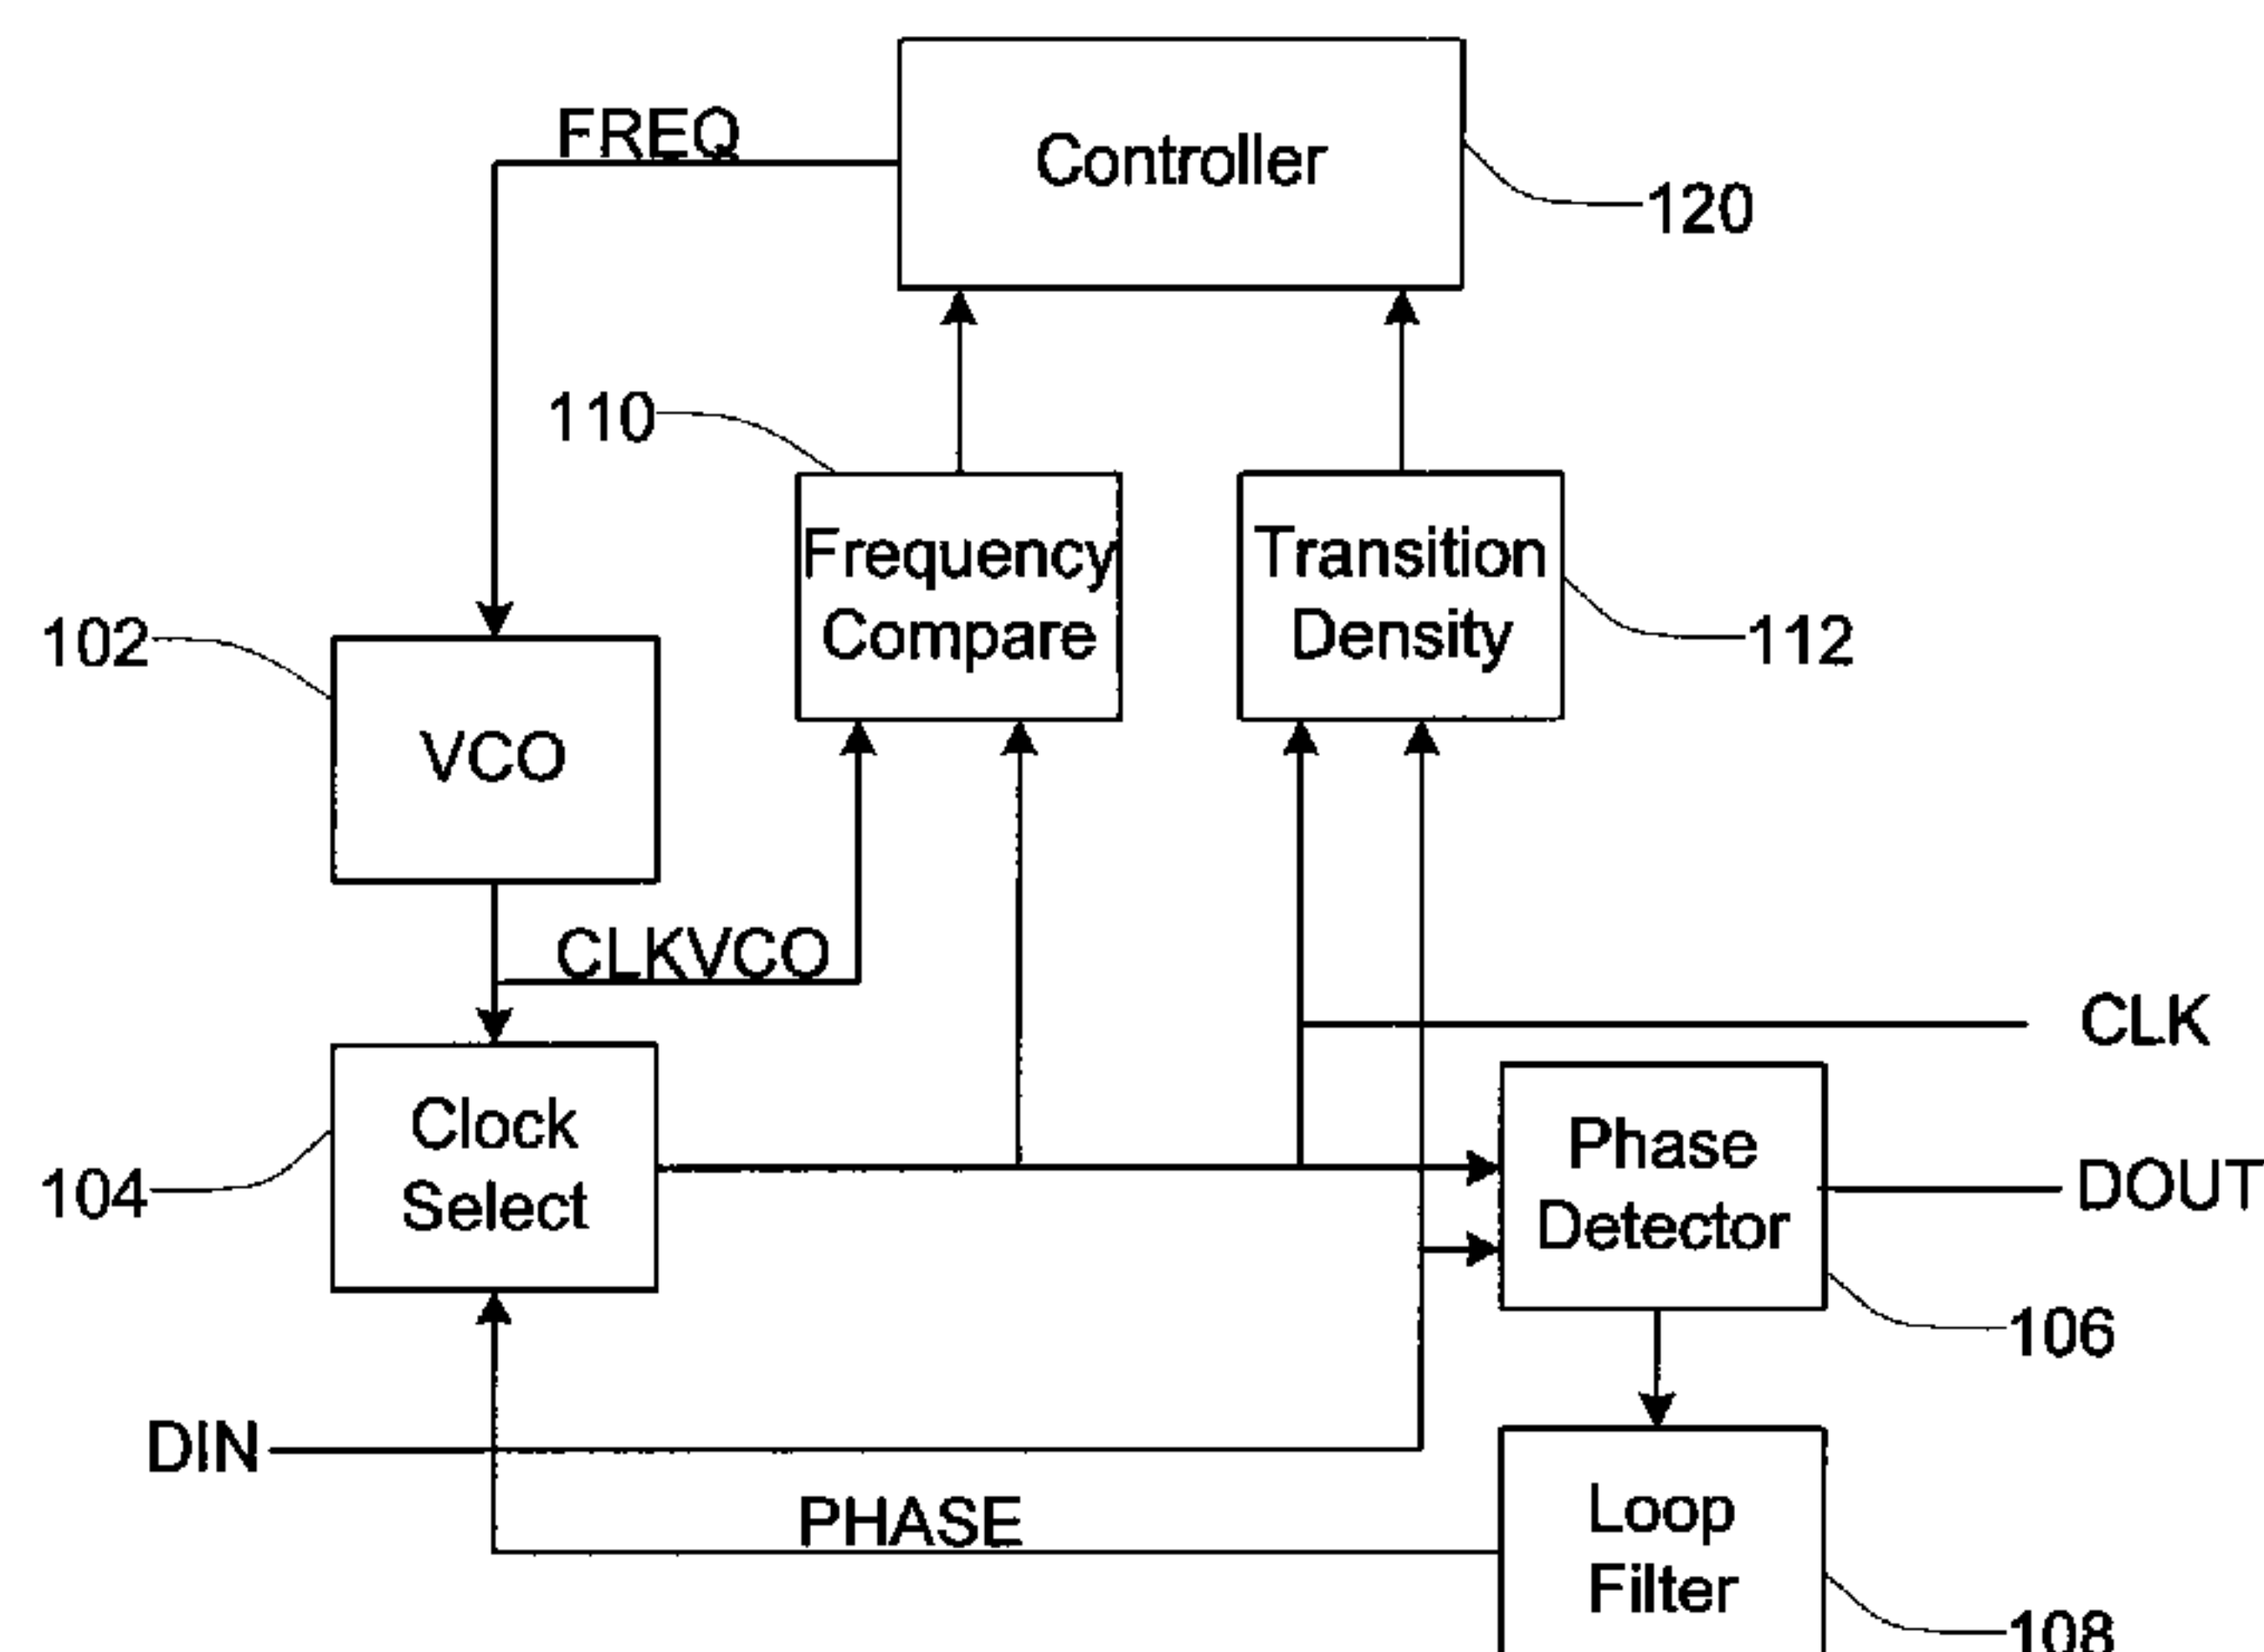 FREQ
Controller
120
110
Frequency
Compare
Transition
Density
102
112
VCO
CLKVCO
CLK
Clock
Select
Phase
Detector
DOUT
104
106
DIN
PHASE
Loop
Filter
108